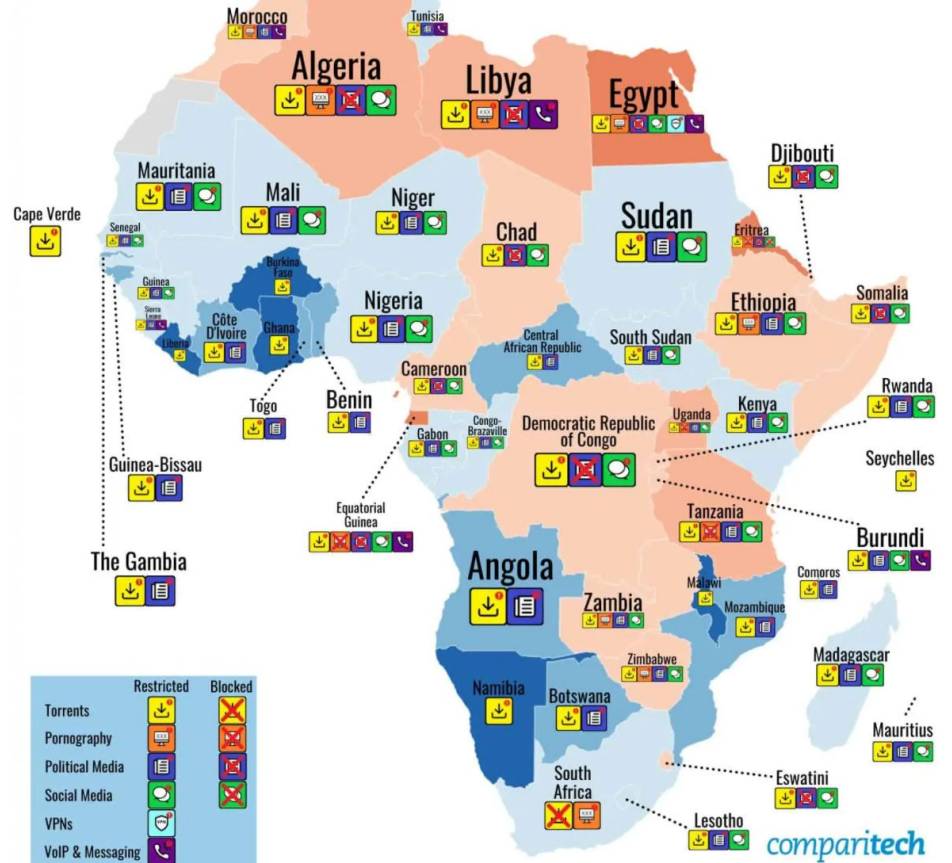 Morocco
Tunisia
Algeria
Libya
Egypt
Djibouti
Mauritania
Mali
Niger
Cape Verde
Senegal
Chad
Sudan
Eritrea
Burkina
Faso
Guinea
Nigeria
Ethiopia
Somalia
Sierra
Leone
Côte
D'Ivoire
Ghana
Liberia
Central
African Republic
South Sudan
Cameroon
Rwanda
Togo
Benin
Uganda
Kenya
Gabon
Congo-
Brazaville
Democratic Republic
of Congo
Seychelles
Guinea-Bissau
Equatorial
Guinea
Tanzania
Burundi
The Gambia
Angola
Malawi
Comoros
Zambia
Mozambique
Zimbabwe
Madagascar
Namibia
Botswana
Mauritius
South
Africa
Eswatini
Lesotho
Restricted Blocked
Torrents
Pornography
XXX
Political Media
Social Media
VPNs
VPN
VoIP & Messaging
comparitech